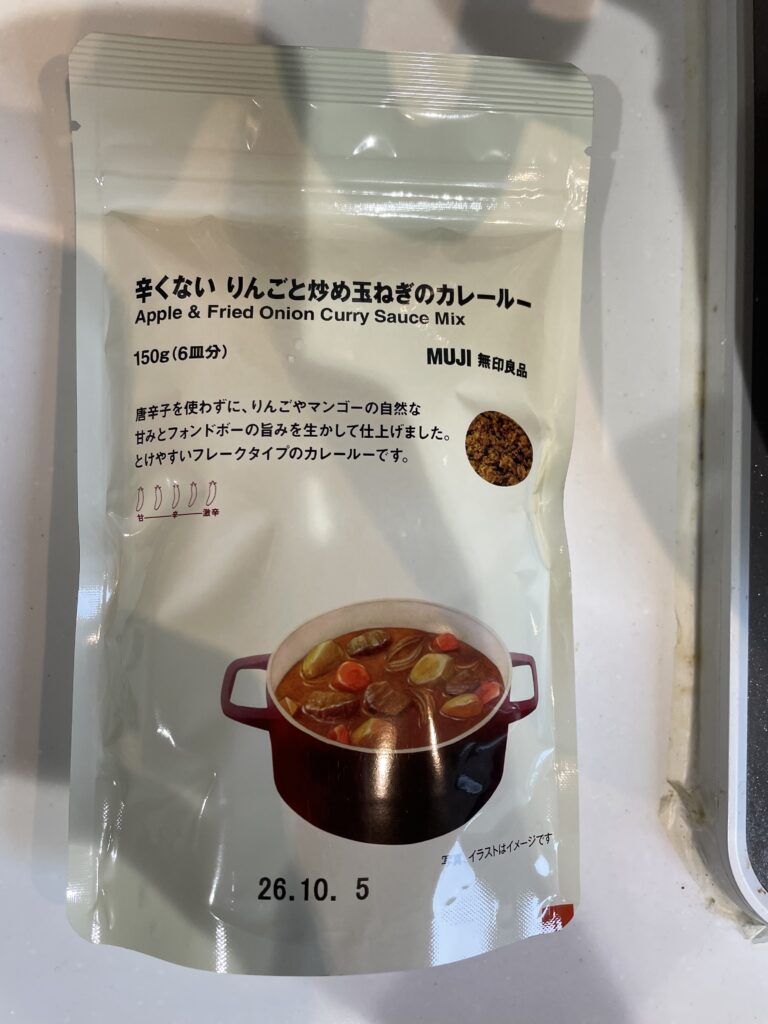 辛くない りんごと炒め玉ねぎのカレールー
Apple & Fried Onion Curry Sauce Mix
150g(6皿分)
MUJI 無印良品
唐辛子を使わずに、りんごやマンゴーの自然な
甘みとフォンドボーの旨みを生かして仕上げました。
とけやすいフレークタイプのカレールーです。
甘 辛 激辛
写真、イラストはイメージです
26.10. 5